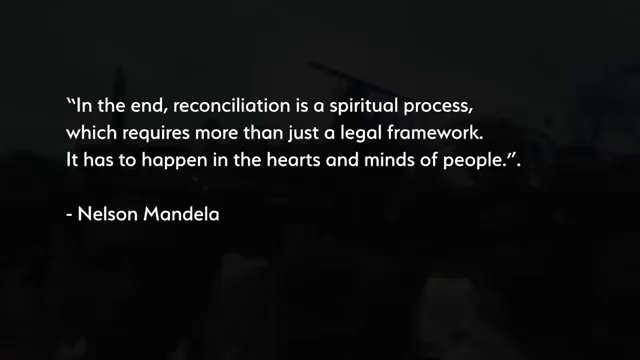 “In the end, reconciliation is a spiritual process,
which requires more than just a legal framework.
It has to happen in the hearts and minds of people.”.
- Nelson Mandela